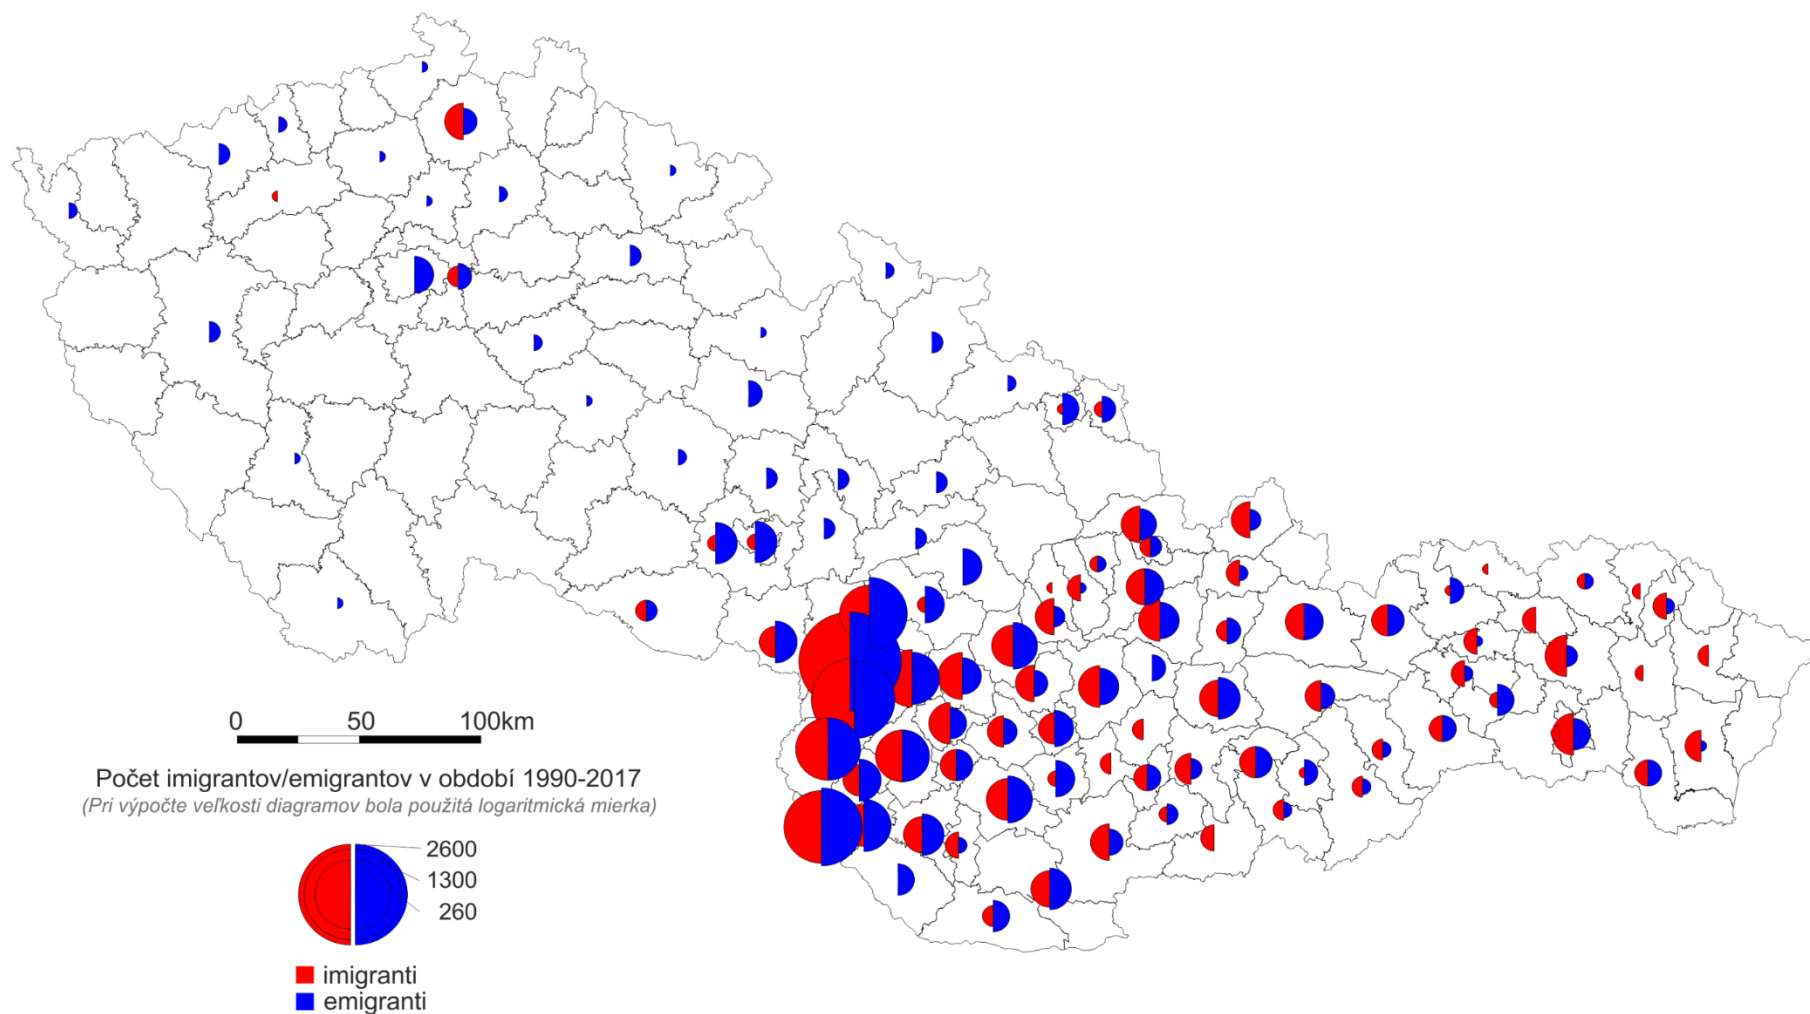 0 50 100km
Počet imigrantov/emigrantov v období 1990-2017
(Pri výpočte veľkosti diagramov bola použitá logaritmická mierka)
2600
1300
260
imigranti
emigranti